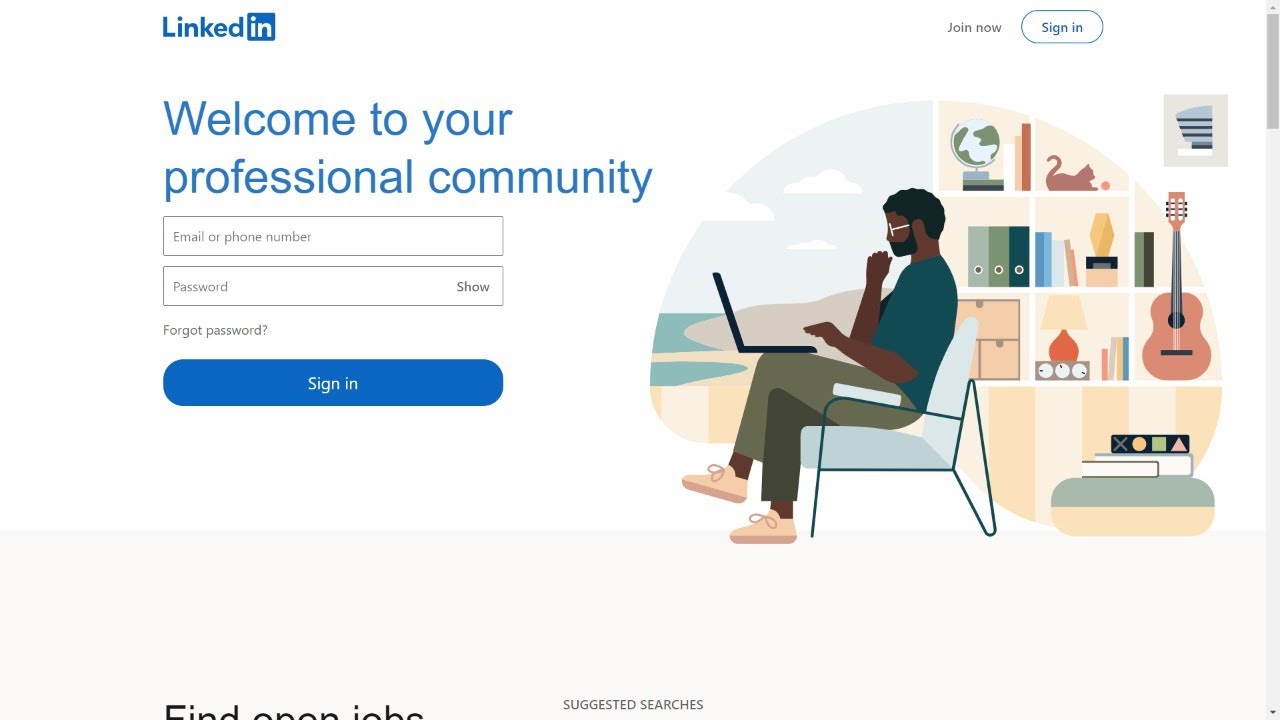 Linkedin
Join now
Sign in
Welcome to your
professional community
Email or phone number
Password
Show
Forgot password?
Sign in
Find open jobs
SUGGESTED SEARCHES